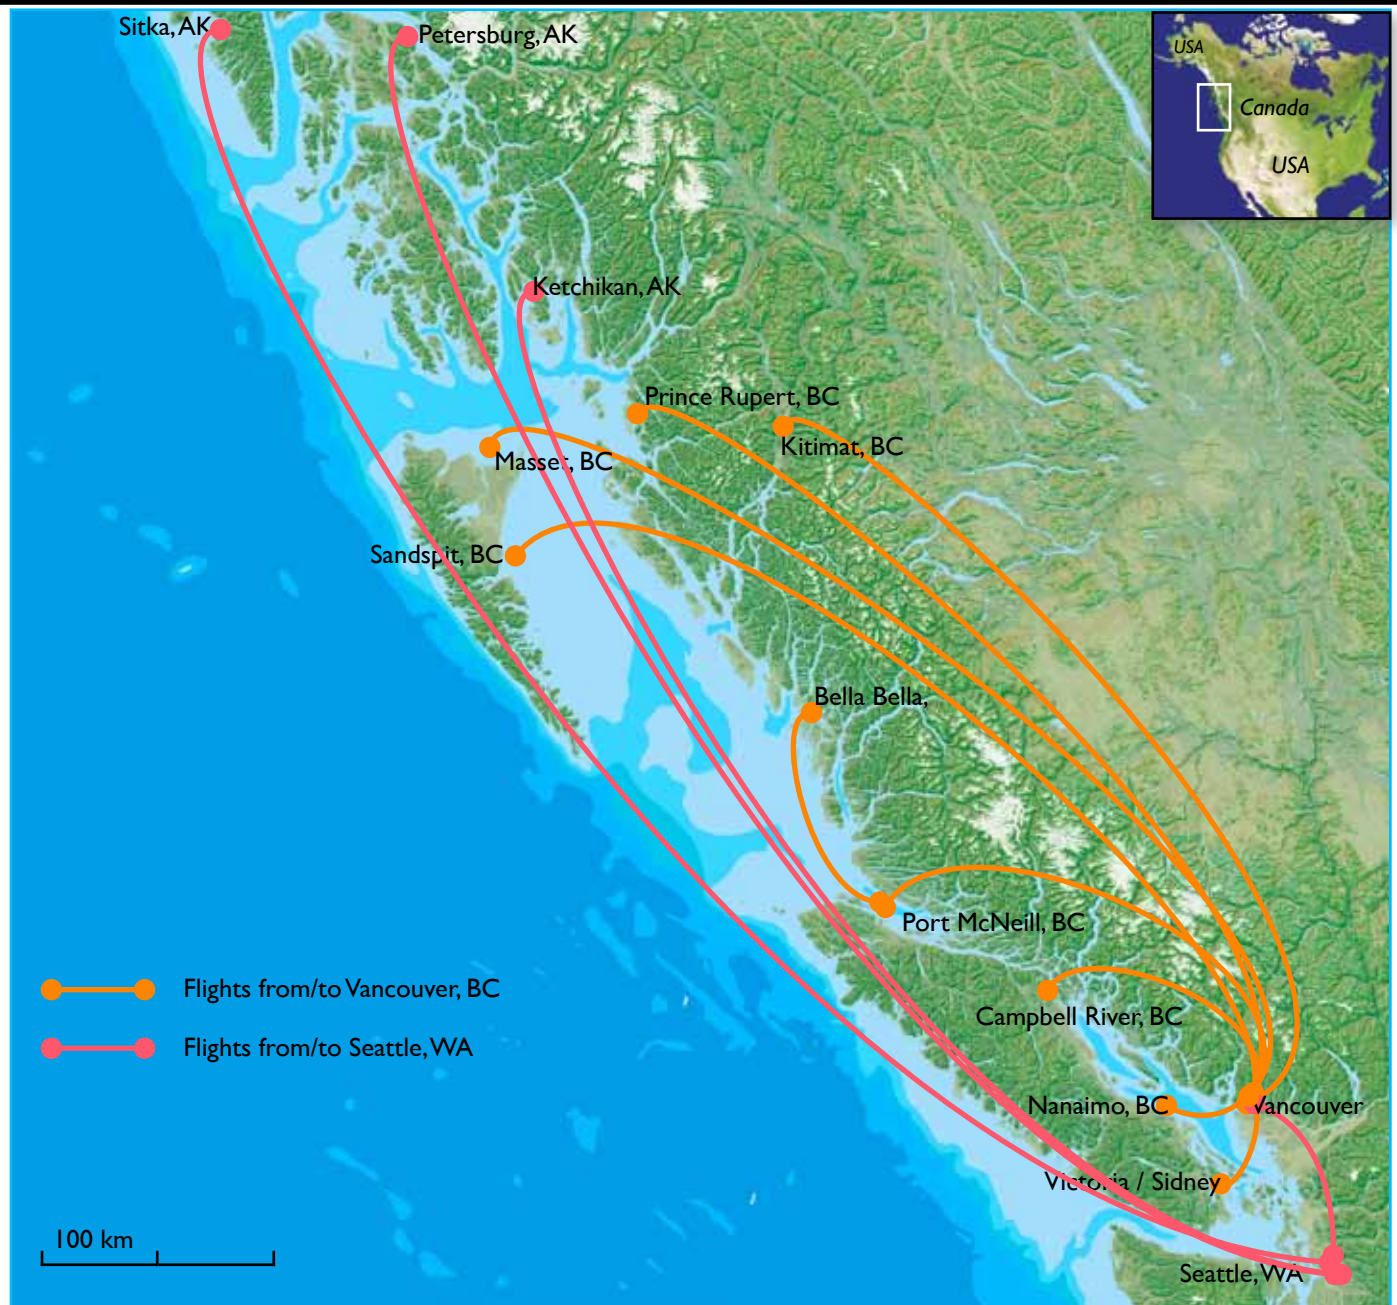 Sitka, AK
Petersburg, AK
USA
Canada
USA
Ketchikan, AK
Prince Rupert, BC
Kitimat, BC
Masset, BC
Sandspit, BC
Bella Bella,
Port McNeill, BC
Flights from/to Vancouver, BC
Campbell River, BC
Flights from/to Seattle, WA
Nanaimo, BC
Vancouver
Victoria / Sidney
100 km
Seattle, WA